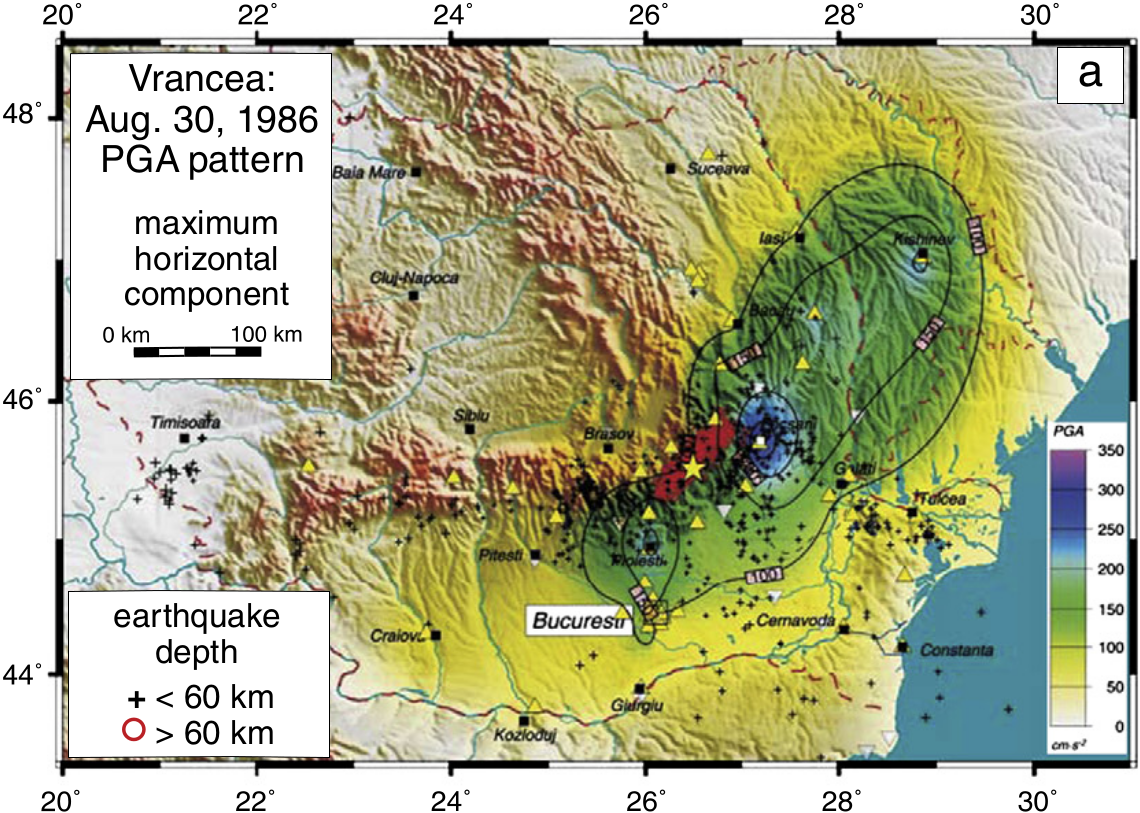 20° 22° 24° 26° 28° 30°
a
Vrancea:
Aug. 30, 1986
PGA pattern
maximum
horizontal
component
0 km 100 km
48°
Baia Mare
Suceava
Iasi
Kishinev
100
Cluj-Napoca
Bacau
150
150
46°
Timisoara
Sibiu
Brasov
Galati
Tulcea
PGA
350
300
250
200
150
100
50
0
cm·s-2
Pitesti
Ploiesti
100
earthquake
depth
+ < 60 km
> 60 km
Bucuresti
Craiova
Cernavoda
Constanta
44°
Giurgiu
Kozloduj
20° 22° 24° 26° 28° 30°